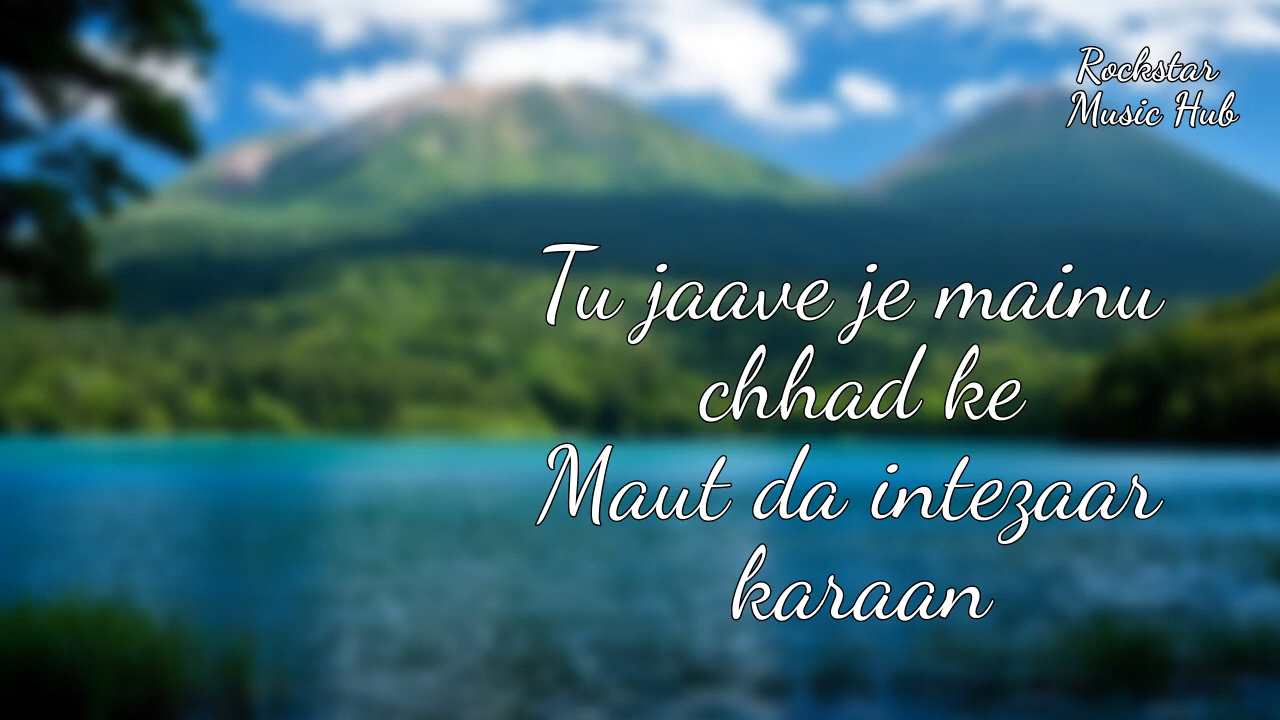 Rockstar
Music Hub
Tu jaave je mainu
chhad ke
Maut da intezaar
karaan